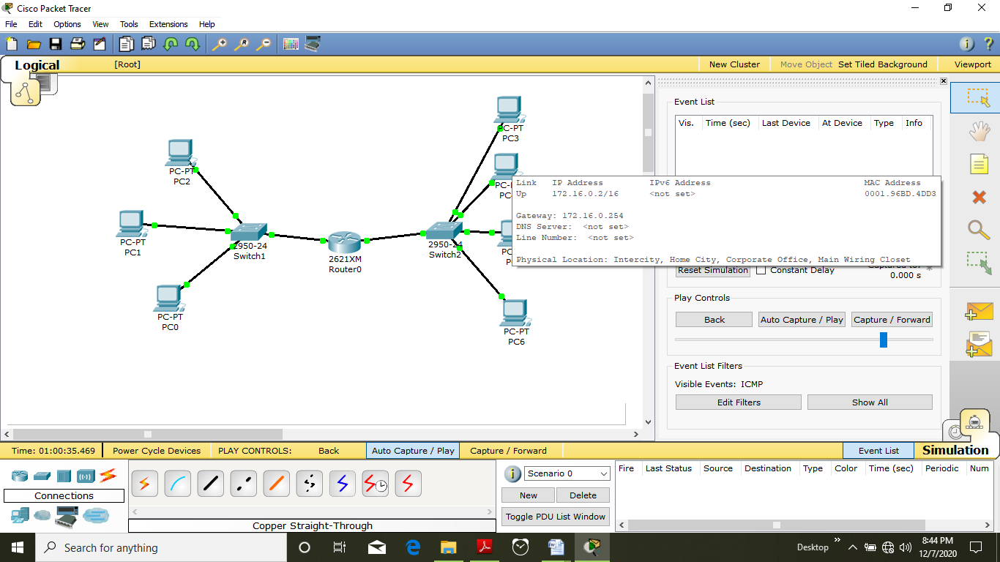 Cisco Packet Tracer
File Edit Options View Tools Extensions Help
Logical [Root] New Cluster Move Object Set Tiled Background Viewport
PC-PT
PC3
PC-PT
PC2
PC-PT
PC1
2950-24
Switch1
2621XM
Router0
2950-24
Switch2
PC-PT
PC0
PC-PT
PC6
Event List
Vis. Time (sec) Last Device At Device Type Info
Link IP Address IPv6 Address MAC Address
Up 172.16.0.2/16 <not set> 0001.96BD.4DD3
Gateway: 172.16.0.254
DNS Server: <not set>
Line Number: <not set>
Physical Location: Intercity, Home City, Corporate Office, Main Wiring Closet
Reset Simulation Constant Delay
0.000 s
Play Controls
Back Auto Capture / Play Capture / Forward
Event List Filters
Visible Events: ICMP
Edit Filters Show All
Time: 01:00:35.469 Power Cycle Devices PLAY CONTROLS: Back Auto Capture / Play Capture / Forward Event List Simulation
Connections
Copper Straight-Through
Scenario 0
New Delete
Toggle PDU List Window
Fire Last Status Source Destination Type Color Time (sec) Periodic Num
Search for anything
Desktop
8:44 PM
12/7/2020